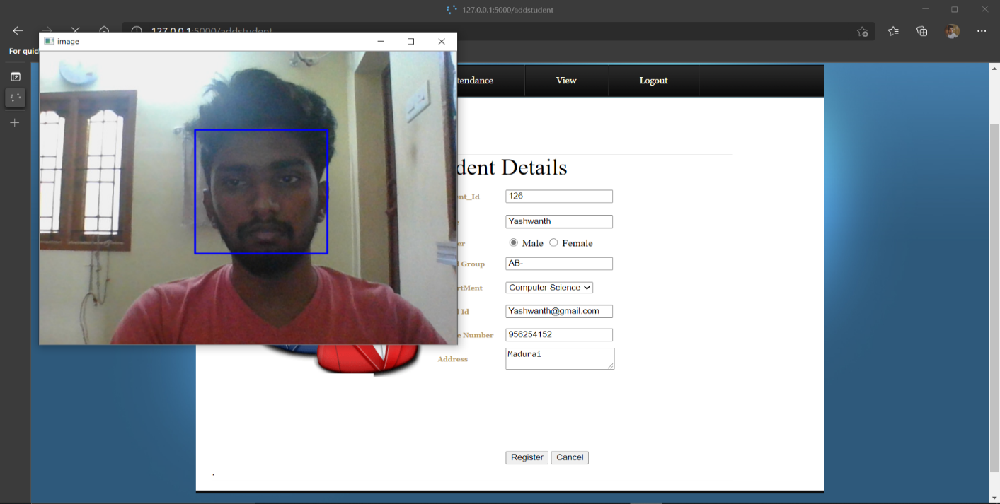 127.0.0.1:5000/addstudent
127.0.0.1:5000/addstudent
image
For quic
tendance View Logout
dent Details
nt_Id 126
Yashwanth
er Male Female
Group AB-
rtMent Computer Science
Id Yashwanth@gmail.com
e Number 956254152
Address Madurai
Register Cancel
.